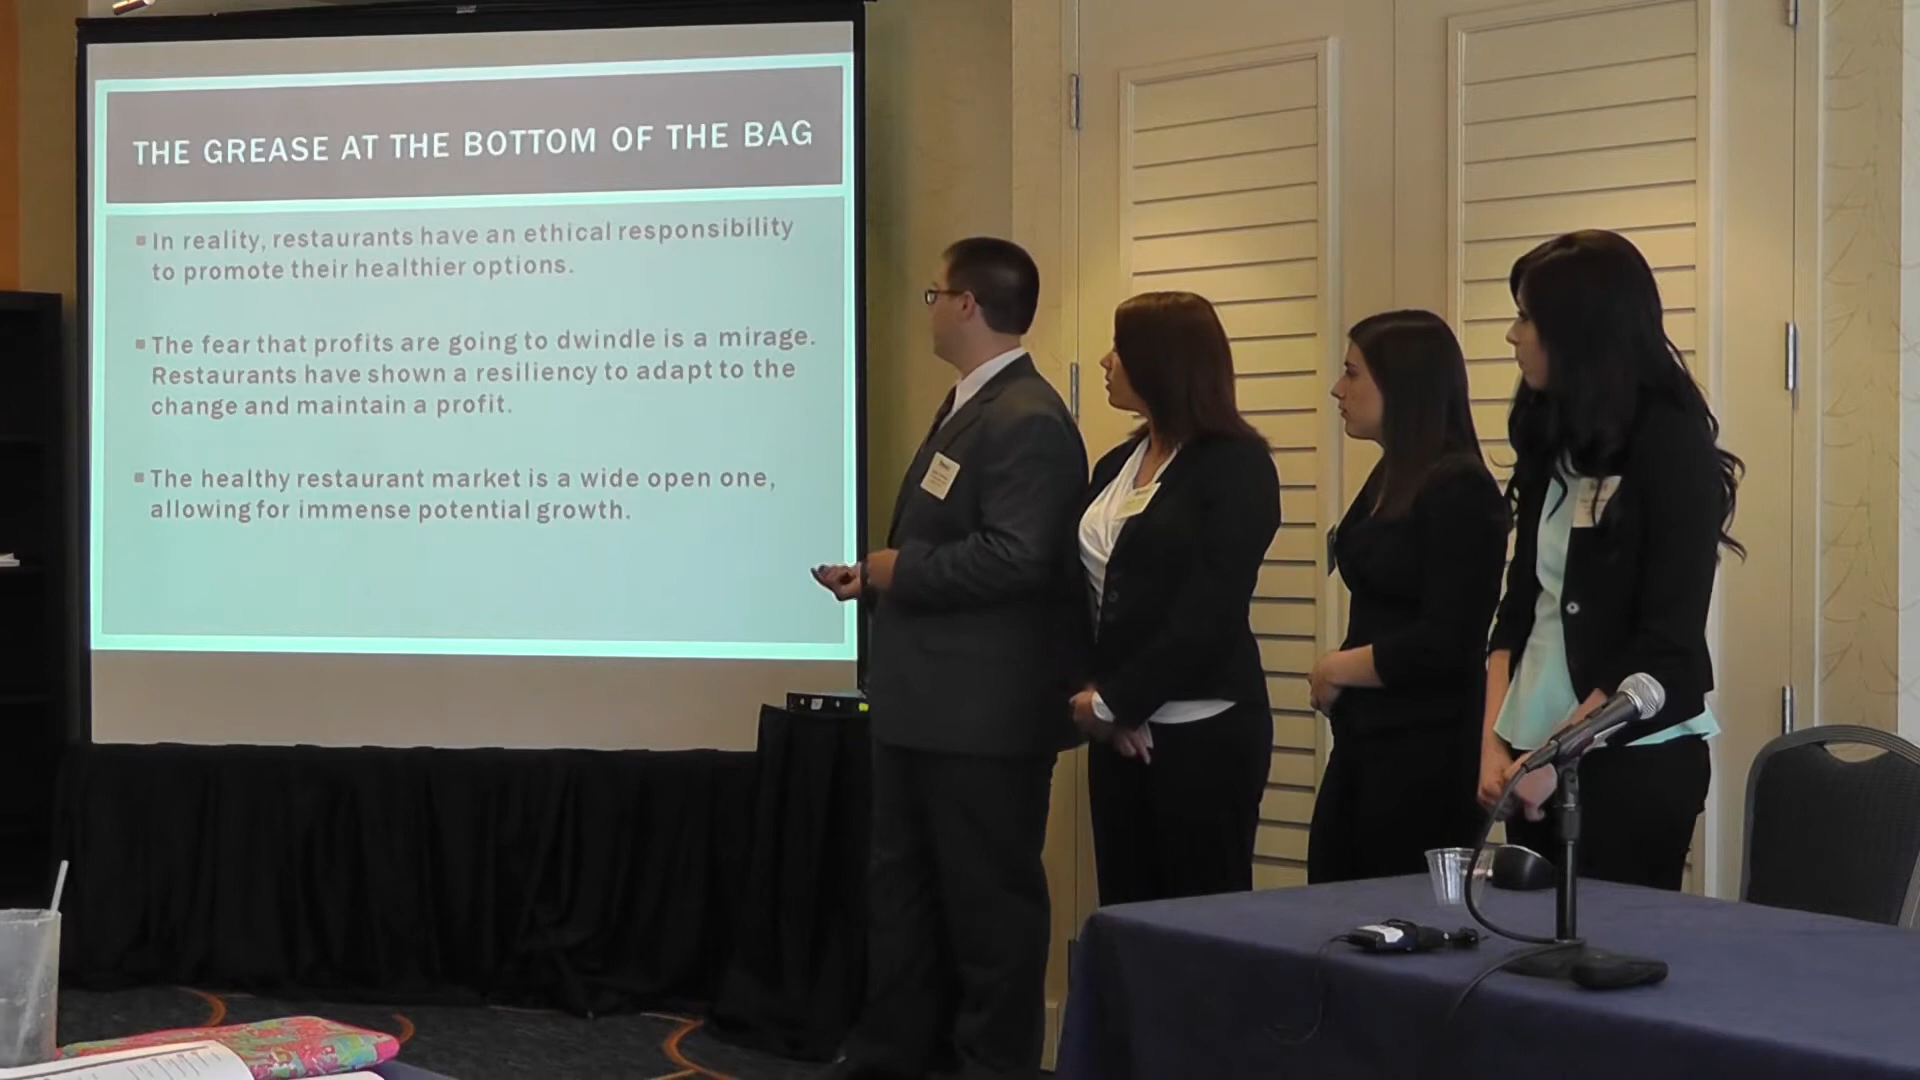 THE GREASE AT THE BOTTOM OF THE BAG
In reality, restaurants have an ethical responsibility
to promote their healthier options.
The fear that profits are going to dwindle is a mirage.
Restaurants have shown a resiliency to adapt to the
change and maintain a profit.
The healthy restaurant market is a wide open one,
allowing for immense potential growth.